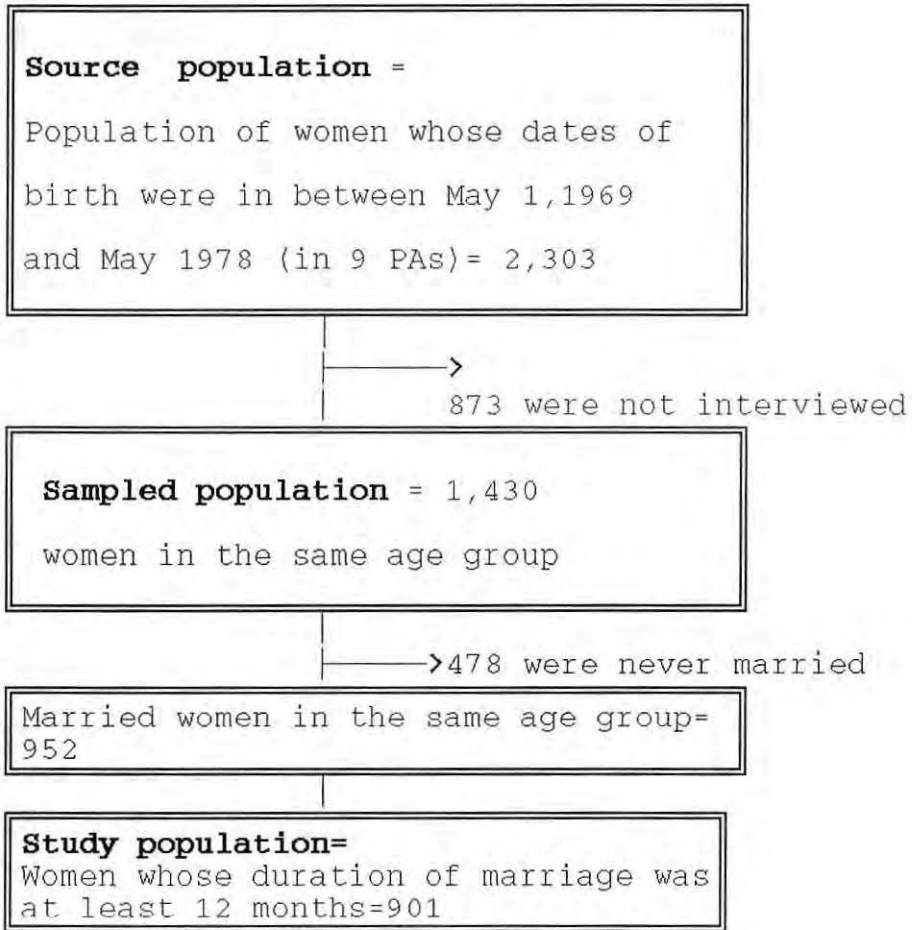 Source population =
Population of women whose dates of
birth were in between May 1,1969
and May 1978 (in 9 PAs)= 2,303
873 were not interviewed
Sampled population = 1,430
women in the same age group
478 were never married
Married women in the same age group=
952
Study population=
Women whose duration of marriage was
at least 12 months=901